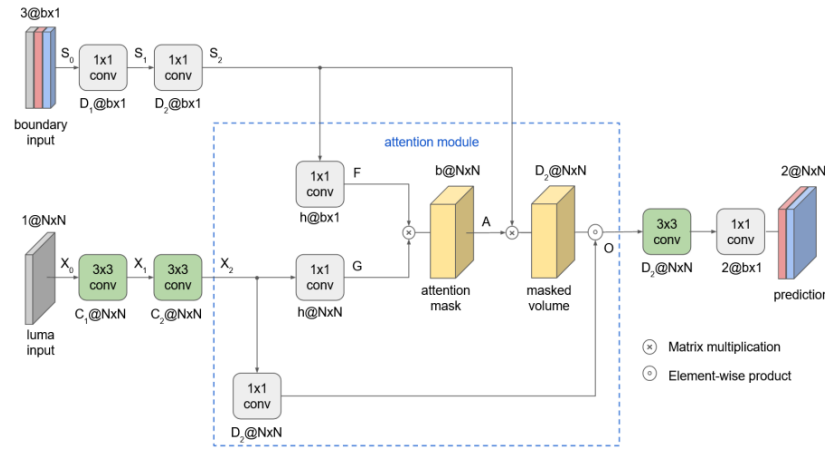 3@bx1
S0
1x1
conv
D1@bx1
S1
1x1
conv
D2@bx1
S2
boundary
input
attention module
1x1
conv
h@bx1
F
b@NxN
A
attention
mask
D2@NxN
masked
volume
O
1@NxN
X0
luma
input
3x3
conv
C1@NxN
X1
3x3
conv
C2@NxN
X2
1x1
conv
h@NxN
G
1x1
conv
D2@NxN
3x3
conv
D2@NxN
1x1
conv
2@bx1
2@NxN
prediction
Matrix multiplication
Element-wise product